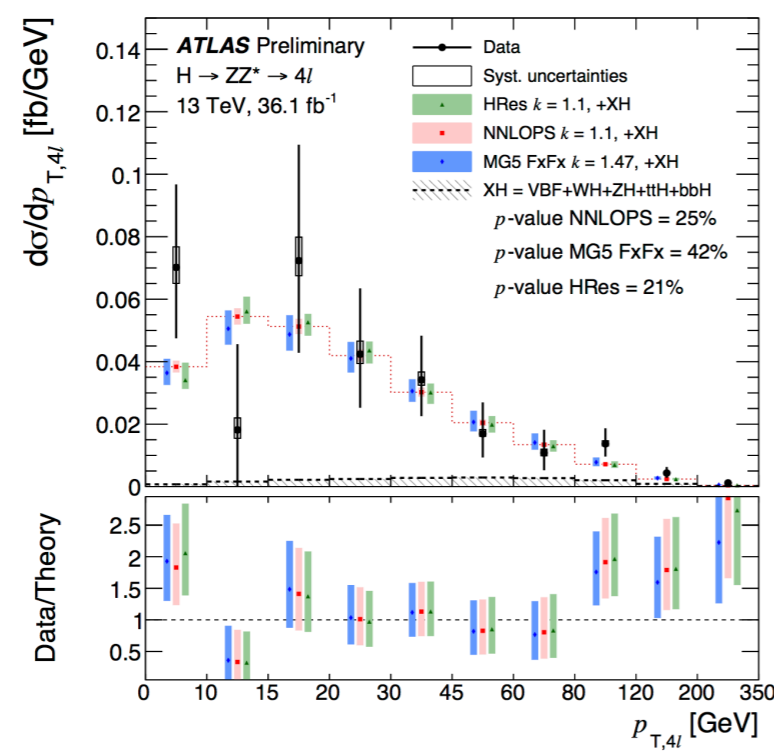 ATLAS Preliminary
H → ZZ* → 4l
13 TeV, 36.1 fb⁻¹
Data
Syst. uncertainties
HRes k = 1.1, +XH
NNLOPS k = 1.1, +XH
MG5 FxFx k = 1.47, +XH
XH = VBF+WH+ZH+ttH+bbH
p-value NNLOPS = 25%
p-value MG5 FxFx = 42%
p-value HRes = 21%
dσ/dp_T,4l [fb/GeV]
0.14
0.12
0.1
0.08
0.06
0.04
0.02
0
Data/Theory
2.5
2
1.5
1
0.5
0 10 15 20 30 45 60 80 120 200 350
p_T,4l [GeV]